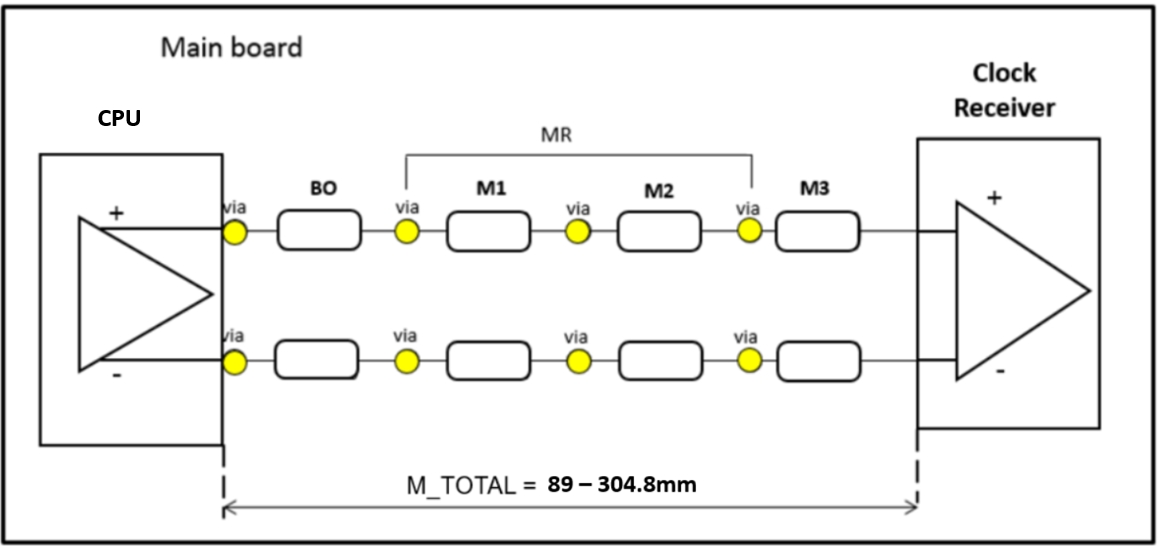 Main board
Clock
Receiver
CPU
MR
BO
M1
M2
M3
via
via
via
via
+
+
via
via
via
via
-
-
M_TOTAL = 89 – 304.8mm